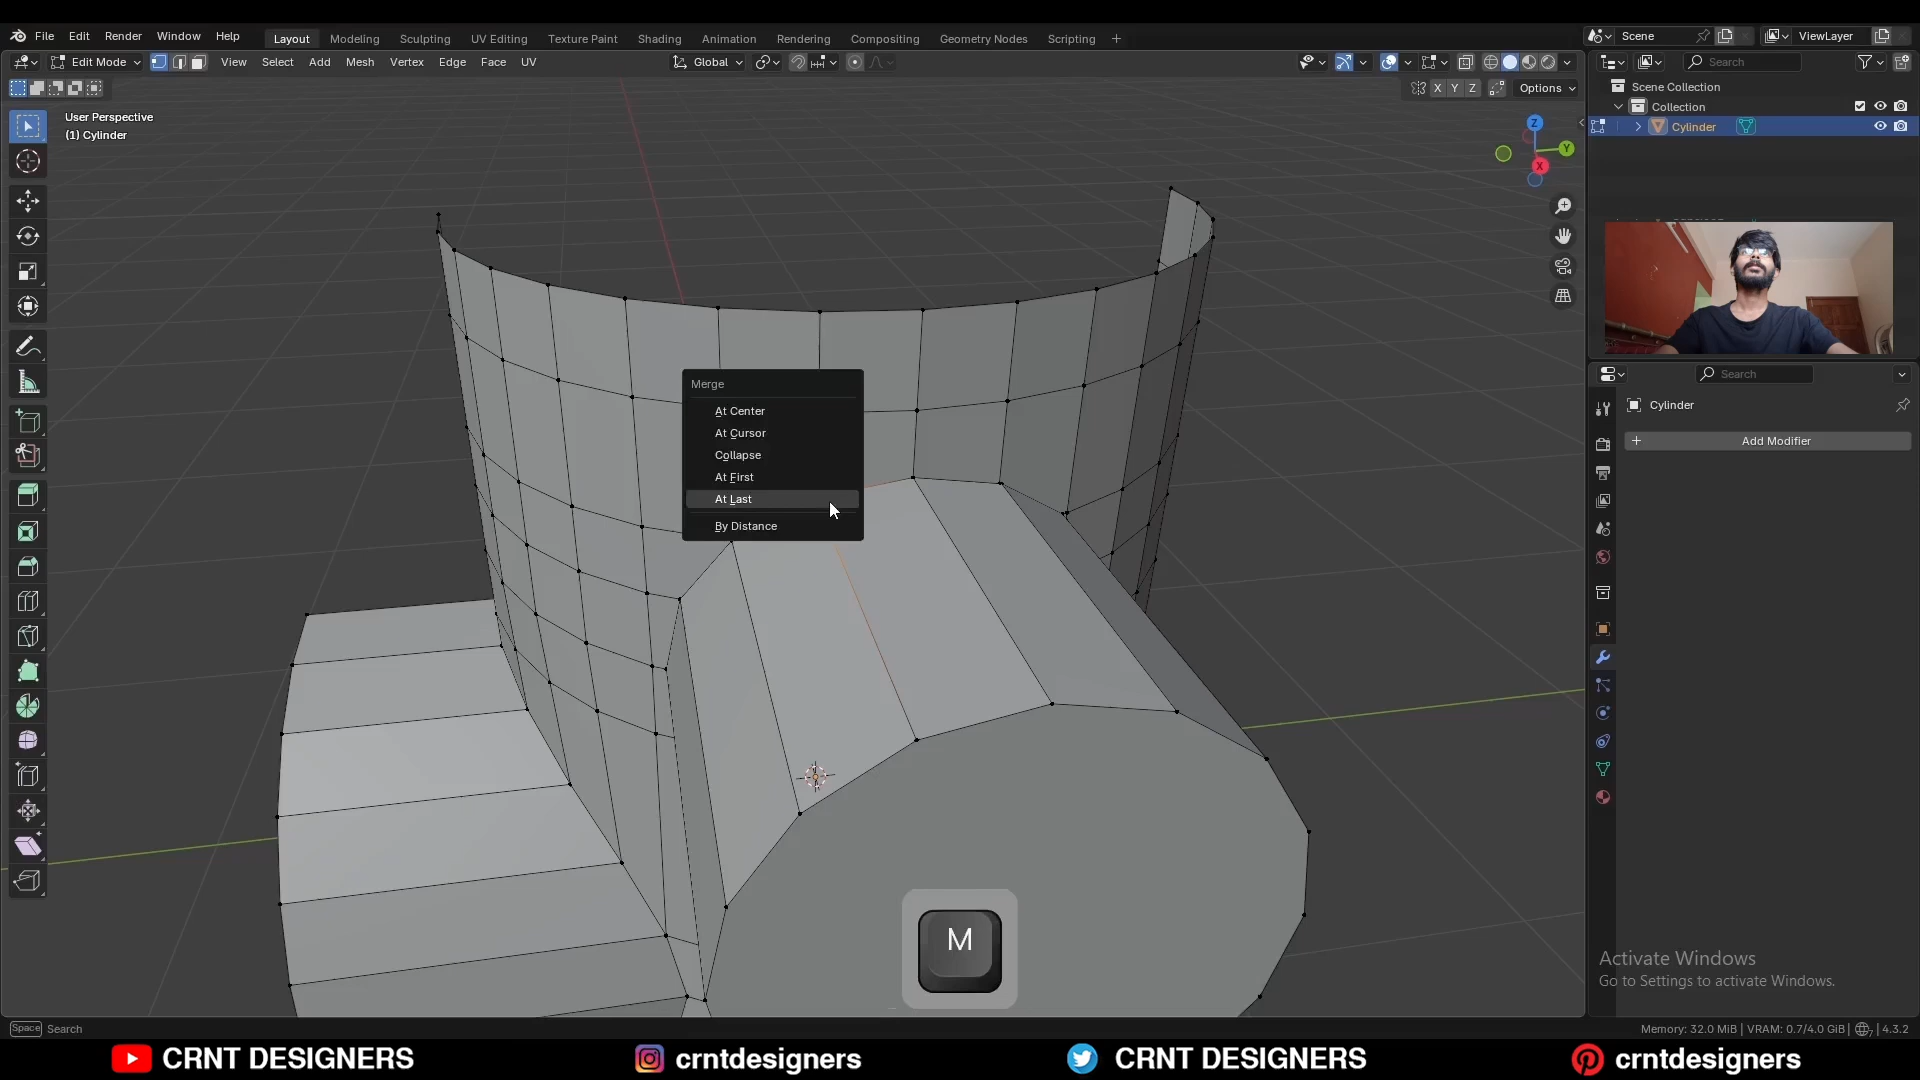 File Edit Render Window Help Layout Modeling Sculpting UV Editing Texture Paint Shading Animation Rendering Compositing Geometry Nodes Scripting + Scene ViewLayer
Edit Mode View Select Add Mesh Vertex Edge Face UV Global Search
X Y Z Options
Scene Collection
Collection
Cylinder
User Perspective
(1) Cylinder
Z
Y
X
Merge
At Center
At Cursor
Collapse
At First
At Last
By Distance
Search
Cylinder
+ Add Modifier
M
Activate Windows
Go to Settings to activate Windows.
Space Search
Memory: 32.0 MiB | VRAM: 0.7/4.0 GiB | 4.3.2
CRNT DESIGNERS crntdesigners CRNT DESIGNERS crntdesigners